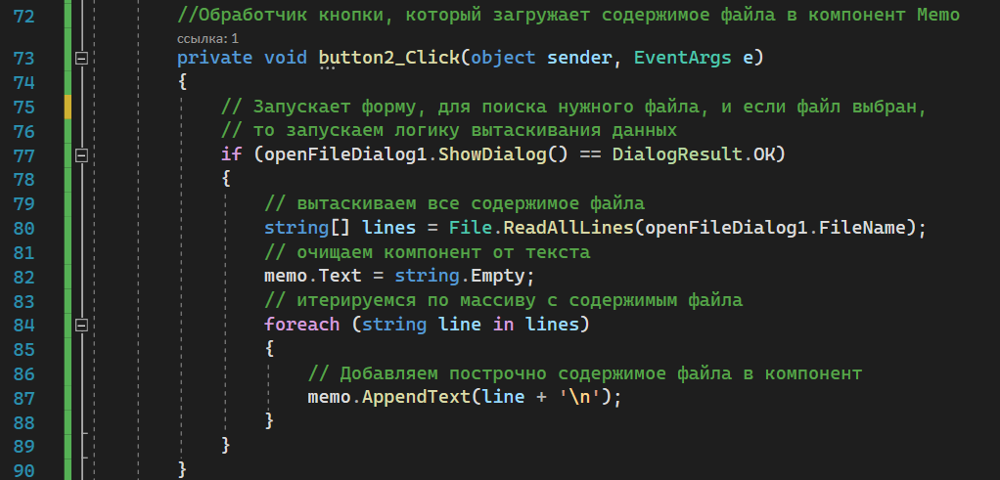 72 //Обработчик кнопки, который загружает содержимое файла в компонент Memo
ссылка: 1
73 private void button2_Click(object sender, EventArgs e)
74 {
75 // Запускает форму, для поиска нужного файла, и если файл выбран,
76 // то запускаем логику вытаскивания данных
77 if (openFileDialog1.ShowDialog() == DialogResult.OK)
78 {
79 // вытаскиваем все содержимое файла
80 string[] lines = File.ReadAllLines(openFileDialog1.FileName);
81 // очищаем компонент от текста
82 memo.Text = string.Empty;
83 // итерируемся по массиву с содержимым файла
84 foreach (string line in lines)
85 {
86 // Добавляем построчно содержимое файла в компонент
87 memo.AppendText(line + '\n');
88 }
89 }
90 }